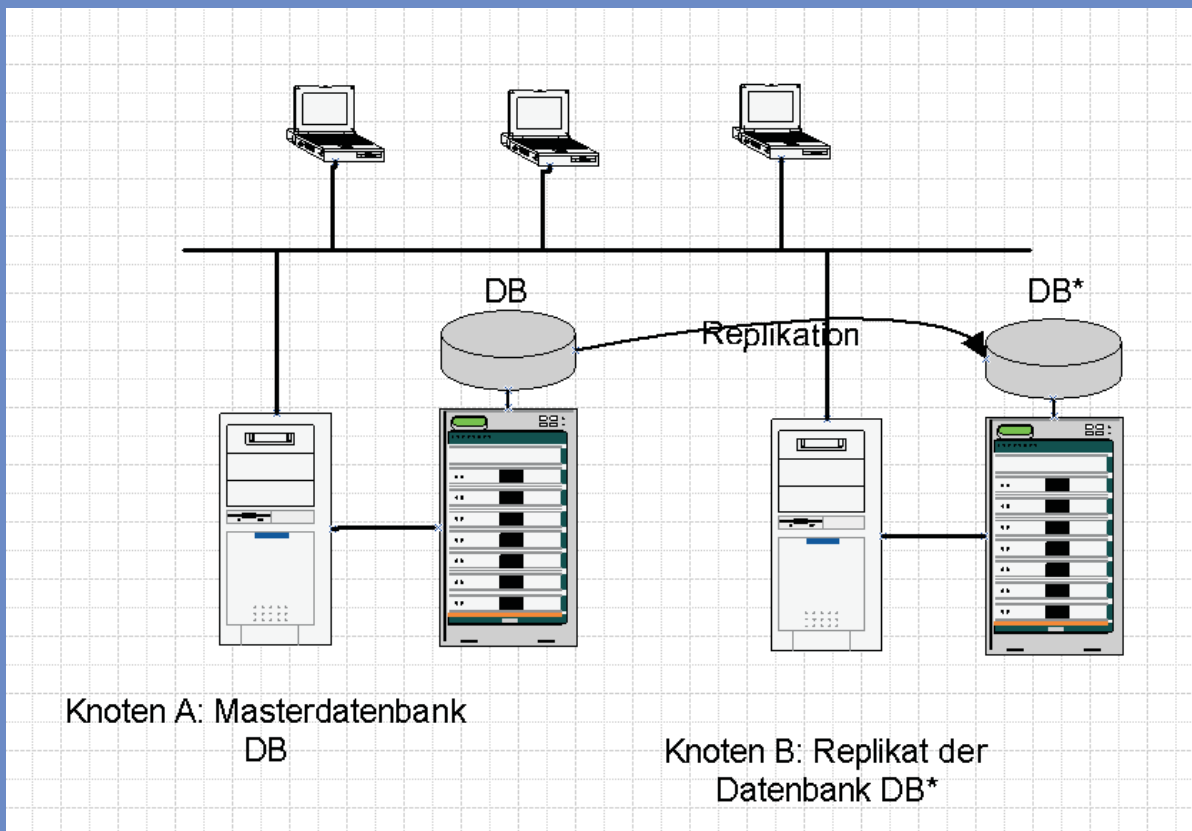 DB
DB*
Replikation
Knoten A: Masterdatenbank
DB
Knoten B: Replikat der
Datenbank DB*